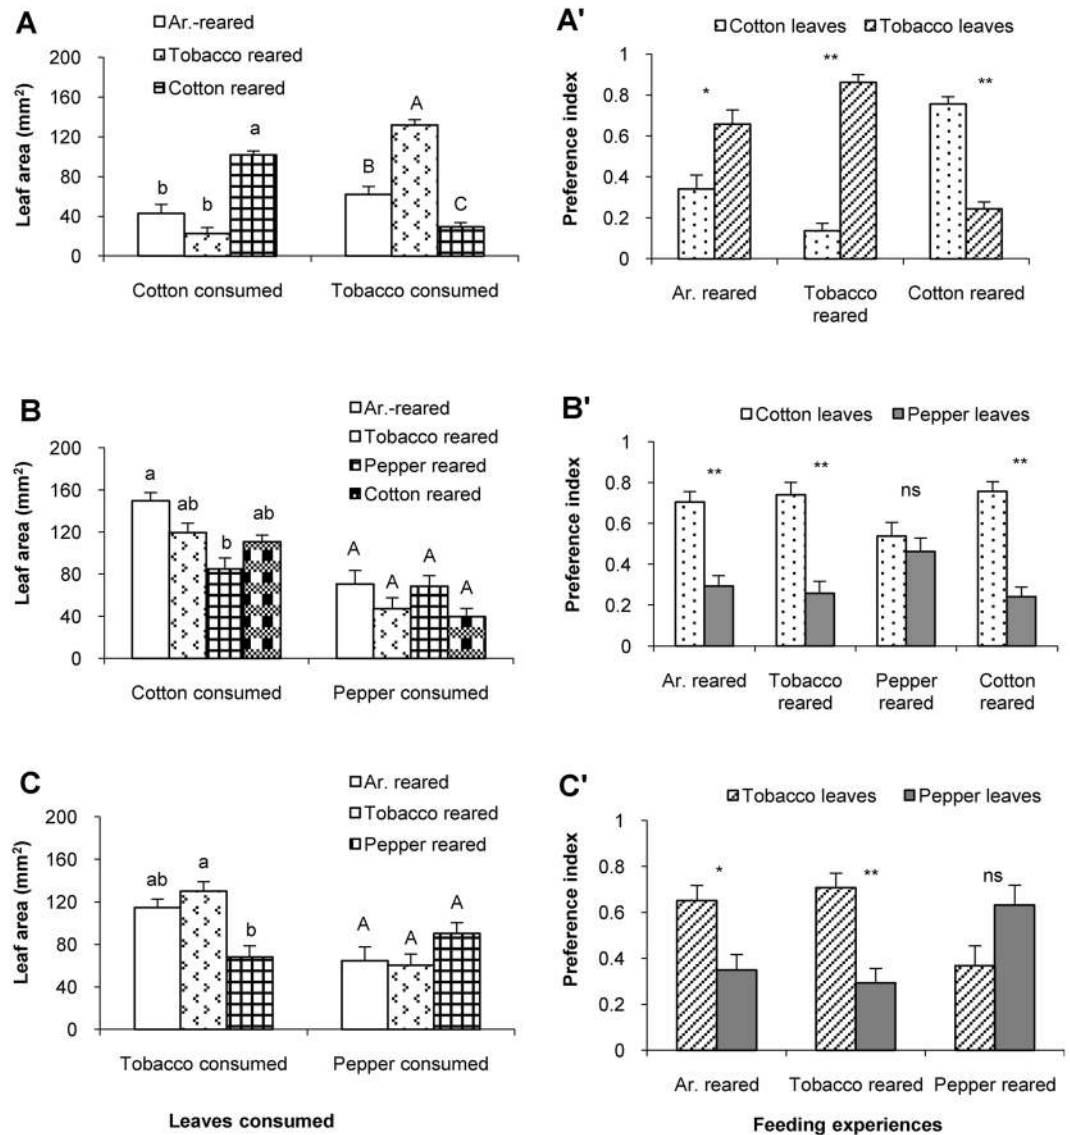 A
Ar.-reared
Tobacco reared
Cotton reared
Leaf area (mm²)
200
160
120
80
40
0
b
b
a
B
A
C
Cotton consumed
Tobacco consumed
A'
Cotton leaves
Tobacco leaves
Preference index
1
0.8
0.6
0.4
0.2
0
*
**
**
Ar. reared
Tobacco
reared
Cotton reared
B
Ar.-reared
Tobacco reared
Pepper reared
Cotton reared
Leaf area (mm²)
200
160
120
80
40
0
a
ab
b
ab
A
A
A
A
Cotton consumed
Pepper consumed
B'
Cotton leaves
Pepper leaves
Preference index
1
0.8
0.6
0.4
0.2
0
**
**
ns
**
Ar. reared
Tobacco
reared
Pepper
reared
Cotton
reared
C
Ar. reared
Tobacco reared
Pepper reared
Leaf area (mm²)
200
160
120
80
40
0
ab
a
b
A
A
A
Tobacco consumed
Pepper consumed
Leaves consumed
C'
Tobacco leaves
Pepper leaves
Preference index
1
0.8
0.6
0.4
0.2
0
*
**
ns
Ar. reared
Tobacco reared
Pepper reared
Feeding experiences